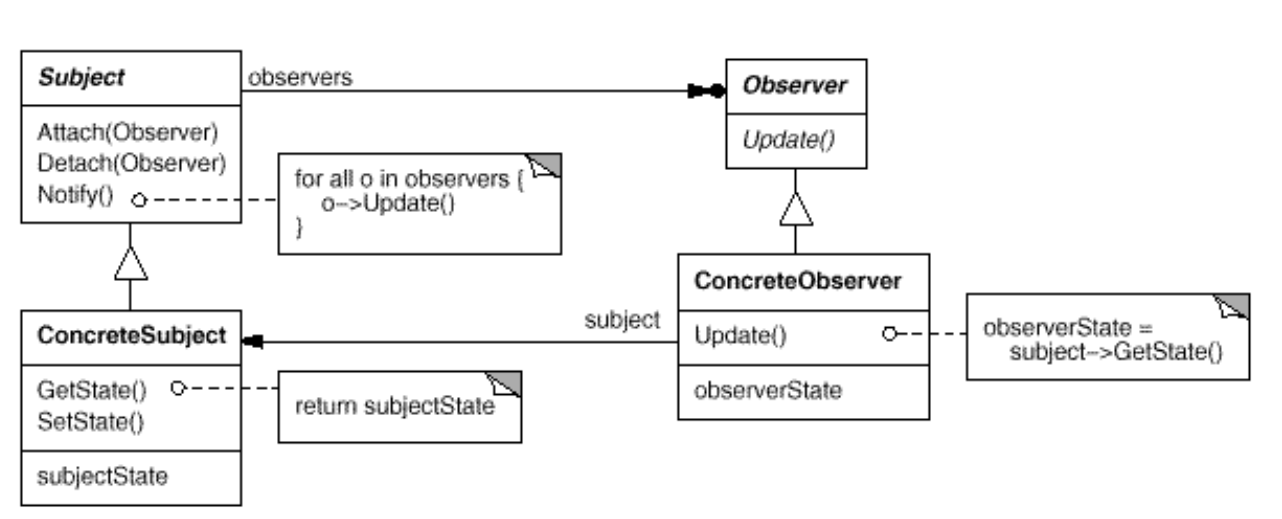 Subject
observers
Observer
Attach(Observer)
Detach(Observer)
Notify()
Update()
for all o in observers {
o->Update()
}
ConcreteSubject
subject
ConcreteObserver
Update()
observerState
observerState =
subject->GetState()
GetState()
SetState()
return subjectState
subjectState